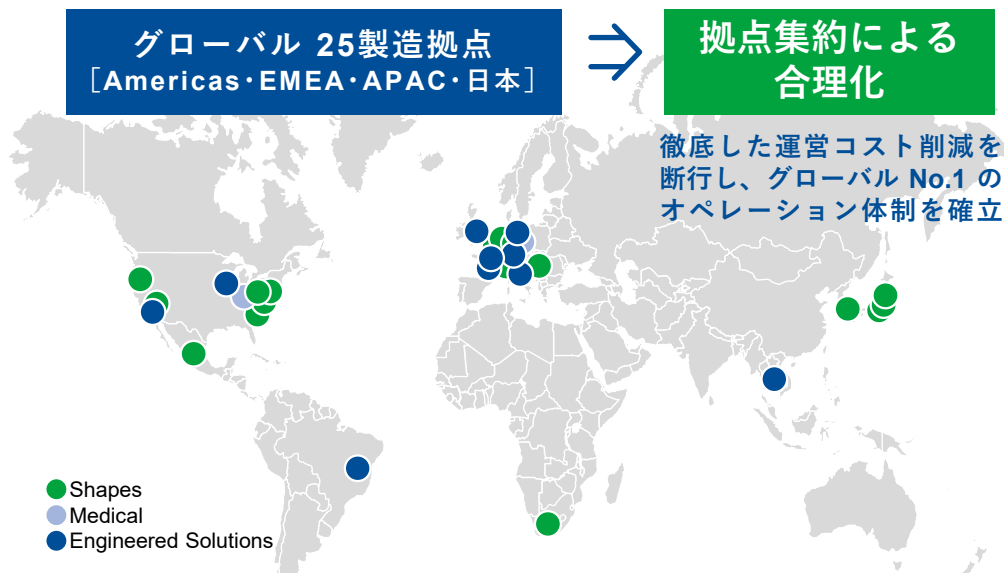 グローバル 25製造拠点
［Americas･EMEA･APAC･日本］
拠点集約による
合理化
徹底した運営コスト削減を
断行し、グローバル No.1 の
オペレーション体制を確立
Shapes
Medical
Engineered Solutions